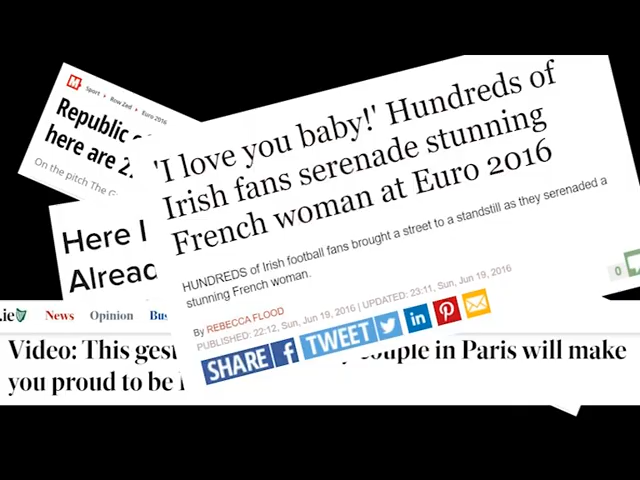 Sport Row Zed Euro 2016
Republic
here are 2
On the pitch The
Here I
Alread
'I love you baby!' Hundreds of
Irish fans serenade stunning
French woman at Euro 2016
HUNDREDS of Irish football fans brought a street to a standstill as they serenaded a
stunning French woman.
By REBECCA FLOOD
PUBLISHED: 22:12, Sun, Jun 19, 2016 | UPDATED: 23:11, Sun, Jun 19, 2016
SHARE f TWEET in
0
.ie News Opinion Bus
Video: This gest couple in Paris will make
you proud to be